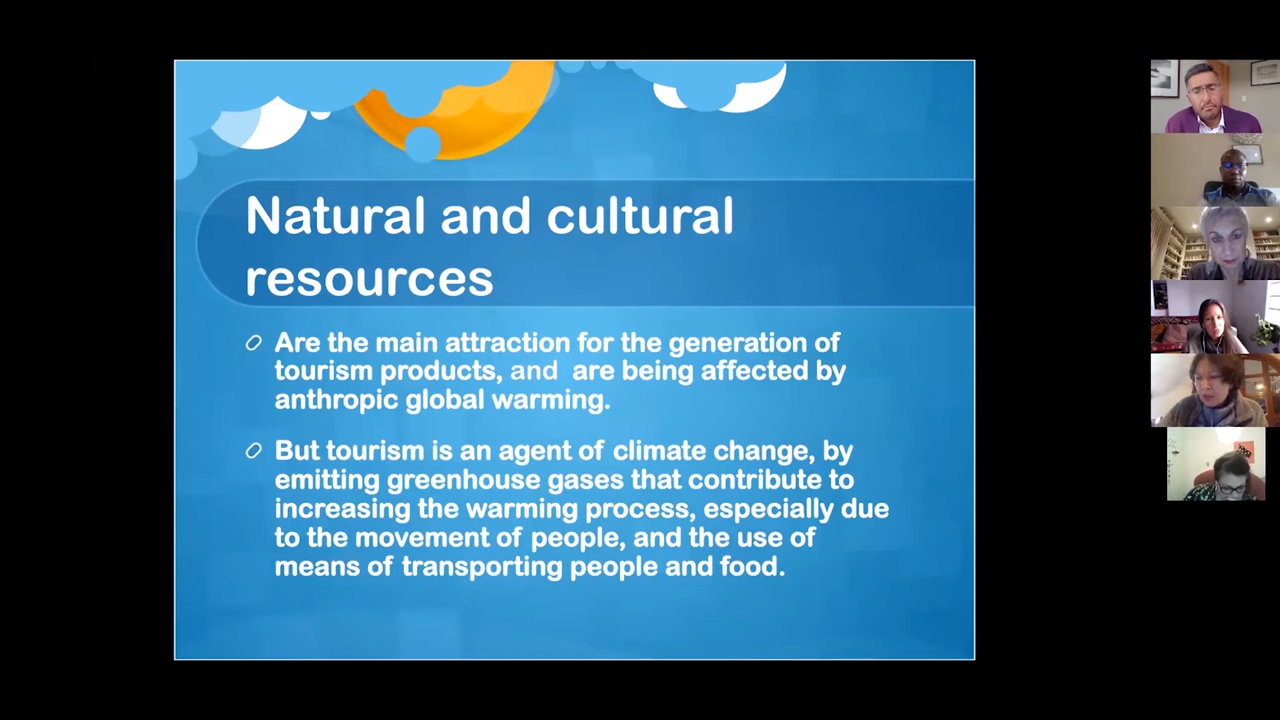 Natural and cultural
resources
Are the main attraction for the generation of
tourism products, and are being affected by
anthropic global warming.
But tourism is an agent of climate change, by
emitting greenhouse gases that contribute to
increasing the warming process, especially due
to the movement of people, and the use of
means of transporting people and food.